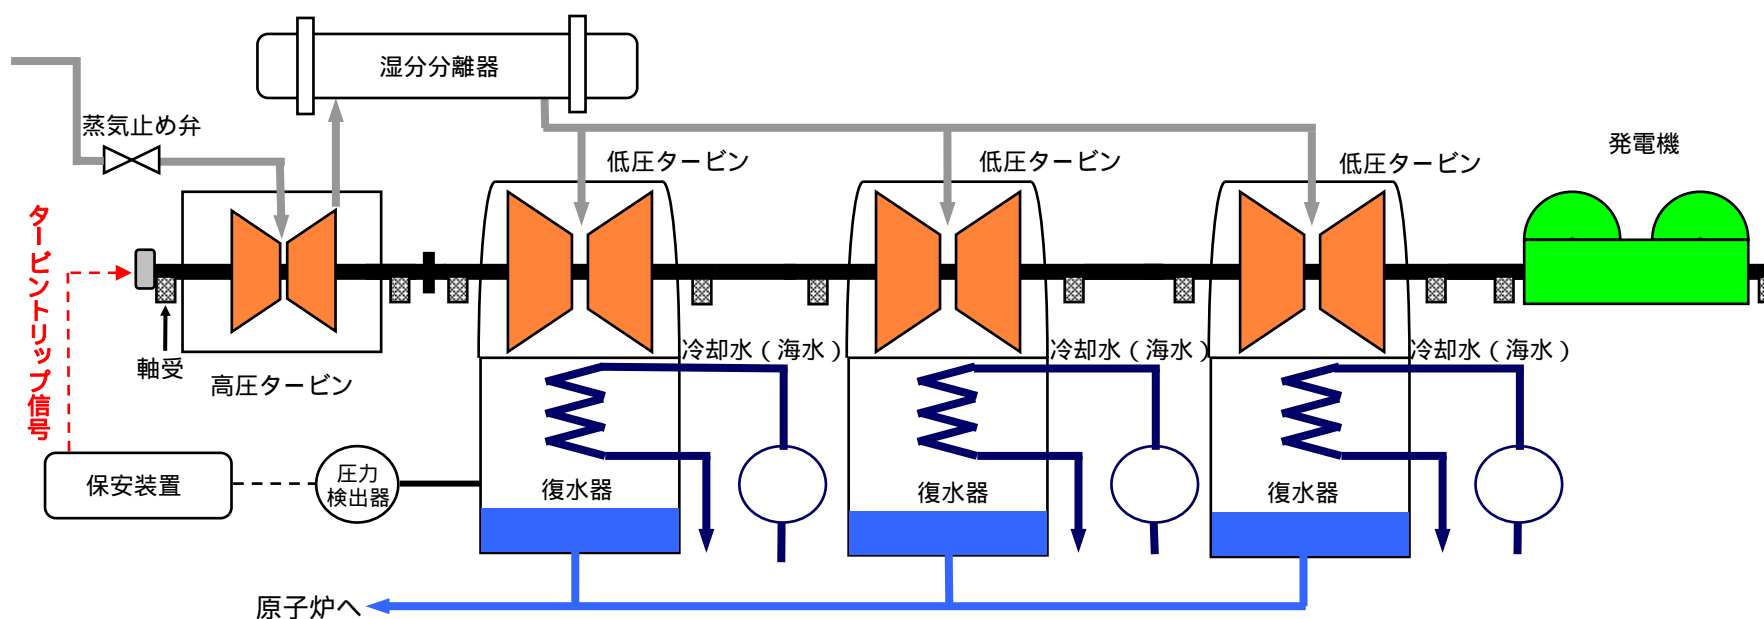 湿分分離器
蒸気止め弁
低圧タービン
低圧タービン
低圧タービン
発電機
タービントリップ信号
軸受
高圧タービン
冷却水（海水）
冷却水（海水）
冷却水（海水）
保安装置
圧力
検出器
復水器
復水器
復水器
原子炉へ